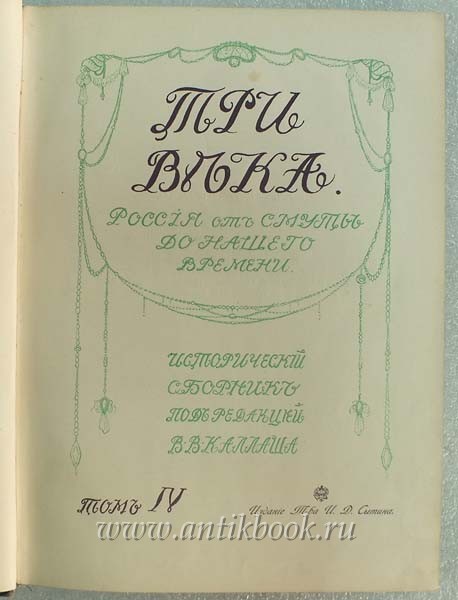 ТРИ
ВѢКА.
РОССІЯ отъ СМУТЫ
ДО НАШЕГО
ВРЕМЕНИ.
ИСТОРИЧЕСКІЙ
СБОРНИКЪ
ПОДЪ РЕДАКЦІЕЙ
В.В.КАЛЛАША
ТОМЪ IV
Изданіе Т-ва И. Д. Сытина.
www.antikbook.ru